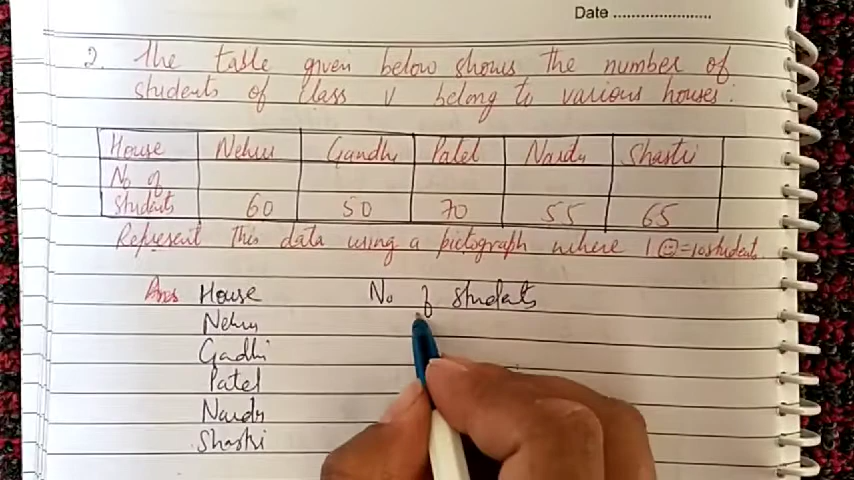 Date ........................
2. The table given below shows the number of
students of class V belong to various houses.
House Nehru Gandhi Patel Naidu Shastri
No of
Students 60 50 70 55 65
Represent This data using a pictograph where 1 ☺ = 10 student.
Ans House No of students
Nehru
Gadhi
Patel
Naidu
Shastri